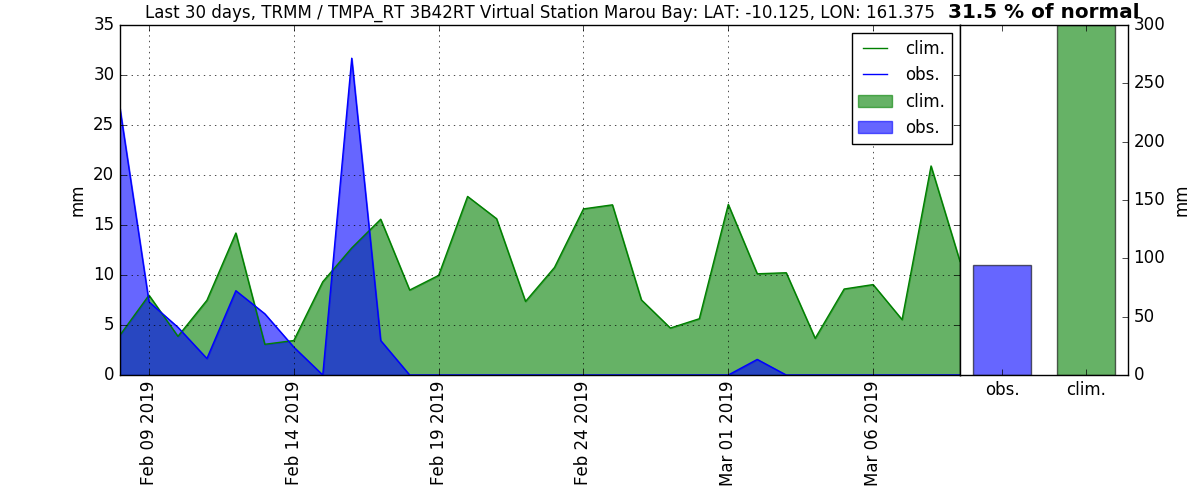 Last 30 days, TRMM / TMPA_RT 3B42RT Virtual Station Marou Bay: LAT: -10.125, LON: 161.375 31.5 % of normal
35
30
25
20
15
10
5
0
mm
clim.
obs.
clim.
obs.
Feb 09 2019
Feb 14 2019
Feb 19 2019
Feb 24 2019
Mar 01 2019
Mar 06 2019
300
250
200
150
100
50
0
mm
obs.
clim.